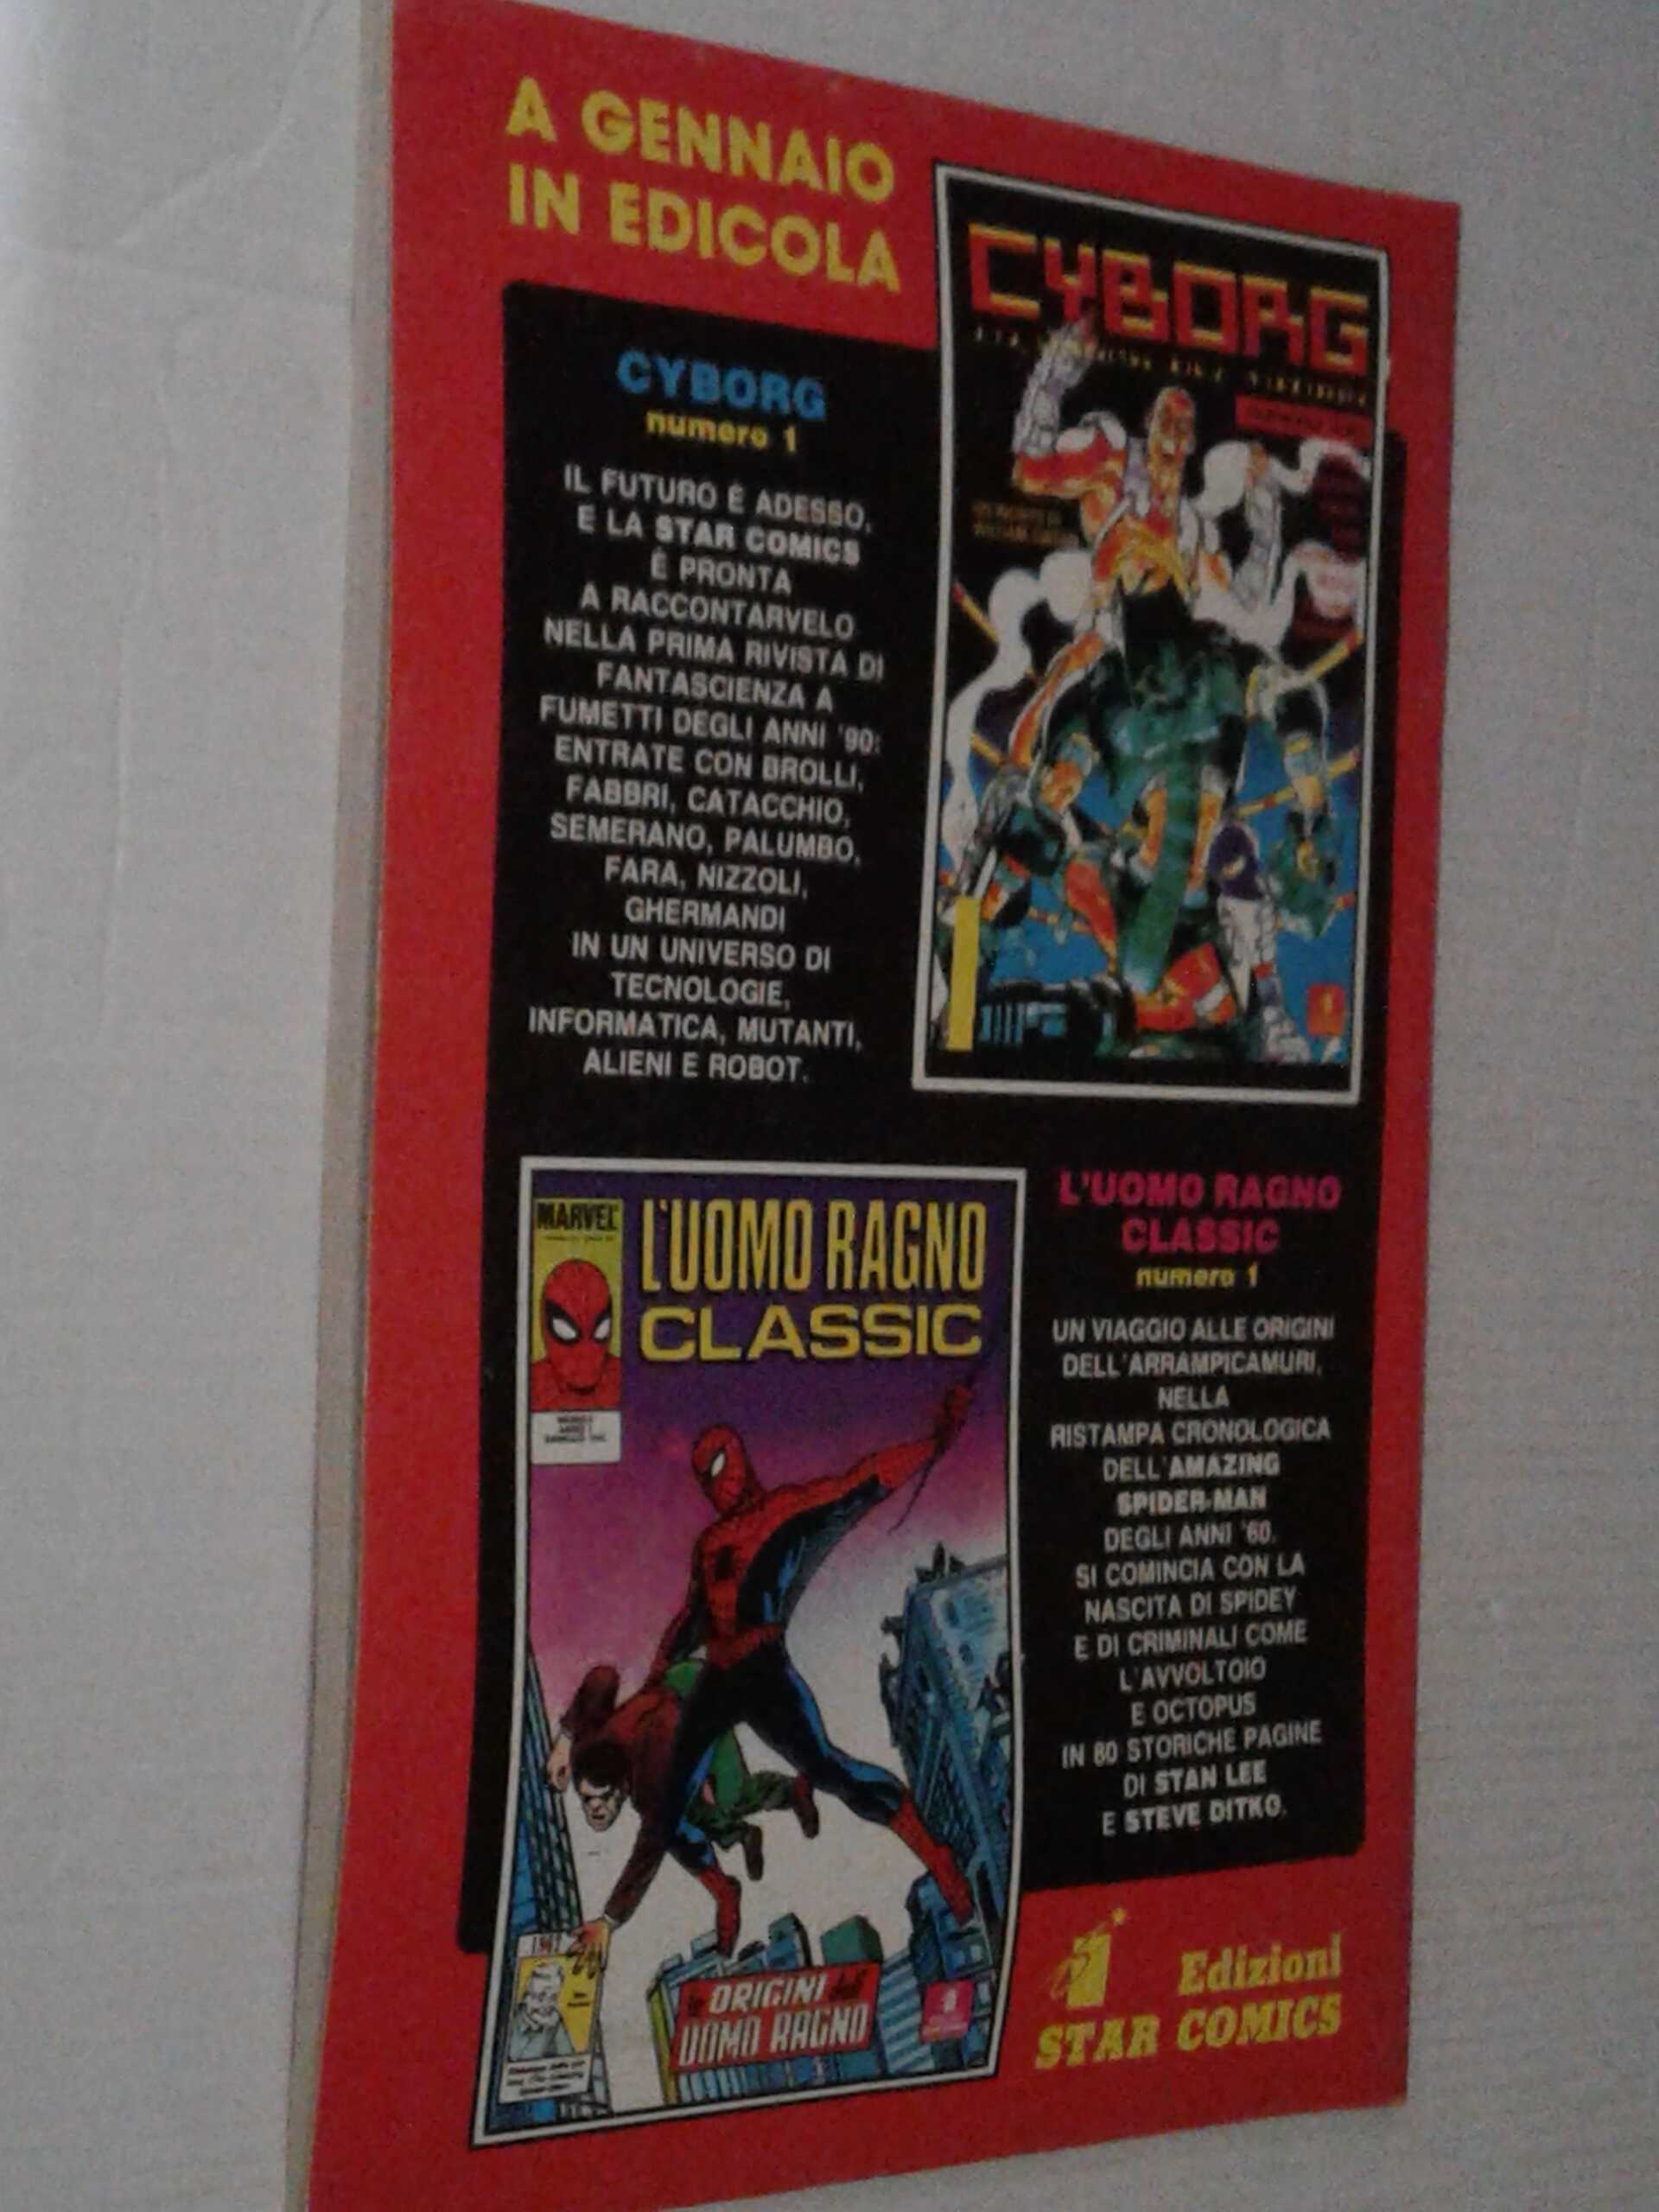 A GENNAIO
IN EDICOLA
CYBORG
CYBORG
numero 1
IL FUTURO È ADESSO,
E LA STAR COMICS
È PRONTA
A RACCONTARVELO
NELLA PRIMA RIVISTA DI
FANTASCIENZA A
FUMETTI DEGLI ANNI '90:
ENTRATE CON BROLLI,
FABBRI, CATACCHIO,
SEMERANO, PALUMBO,
FARA, NIZZOLI,
GHERMANDI
IN UN UNIVERSO DI
TECNOLOGIE,
INFORMATICA, MUTANTI,
ALIENI E ROBOT.
MARVEL
L'UOMO RAGNO
CLASSIC
ORIGINI dell'
UOMO RAGNO
L'UOMO RAGNO
CLASSIC
numero 1
UN VIAGGIO ALLE ORIGINI
DELL'ARRAMPICAMURI,
NELLA
RISTAMPA CRONOLOGICA
DELL'AMAZING
SPIDER-MAN
DEGLI ANNI '60.
SI COMINCIA CON LA
NASCITA DI SPIDEY
E DI CRIMINALI COME
L'AVVOLTOIO
E OCTOPUS
IN 80 STORICHE PAGINE
DI STAN LEE
E STEVE DITKO.
Edizioni
STAR COMICS